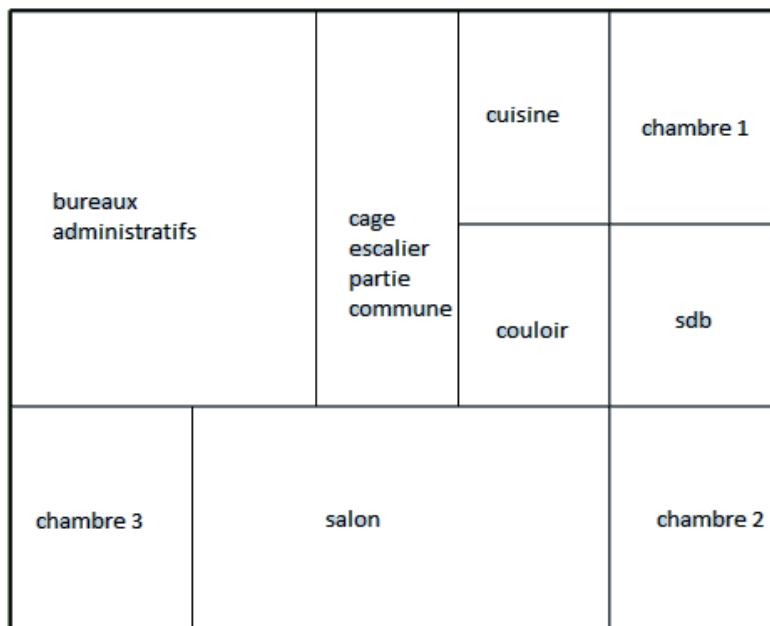 cuisine
chambre 1
bureaux
administratifs
cage
escalier
partie
commune
couloir
sdb
chambre 3
salon
chambre 2